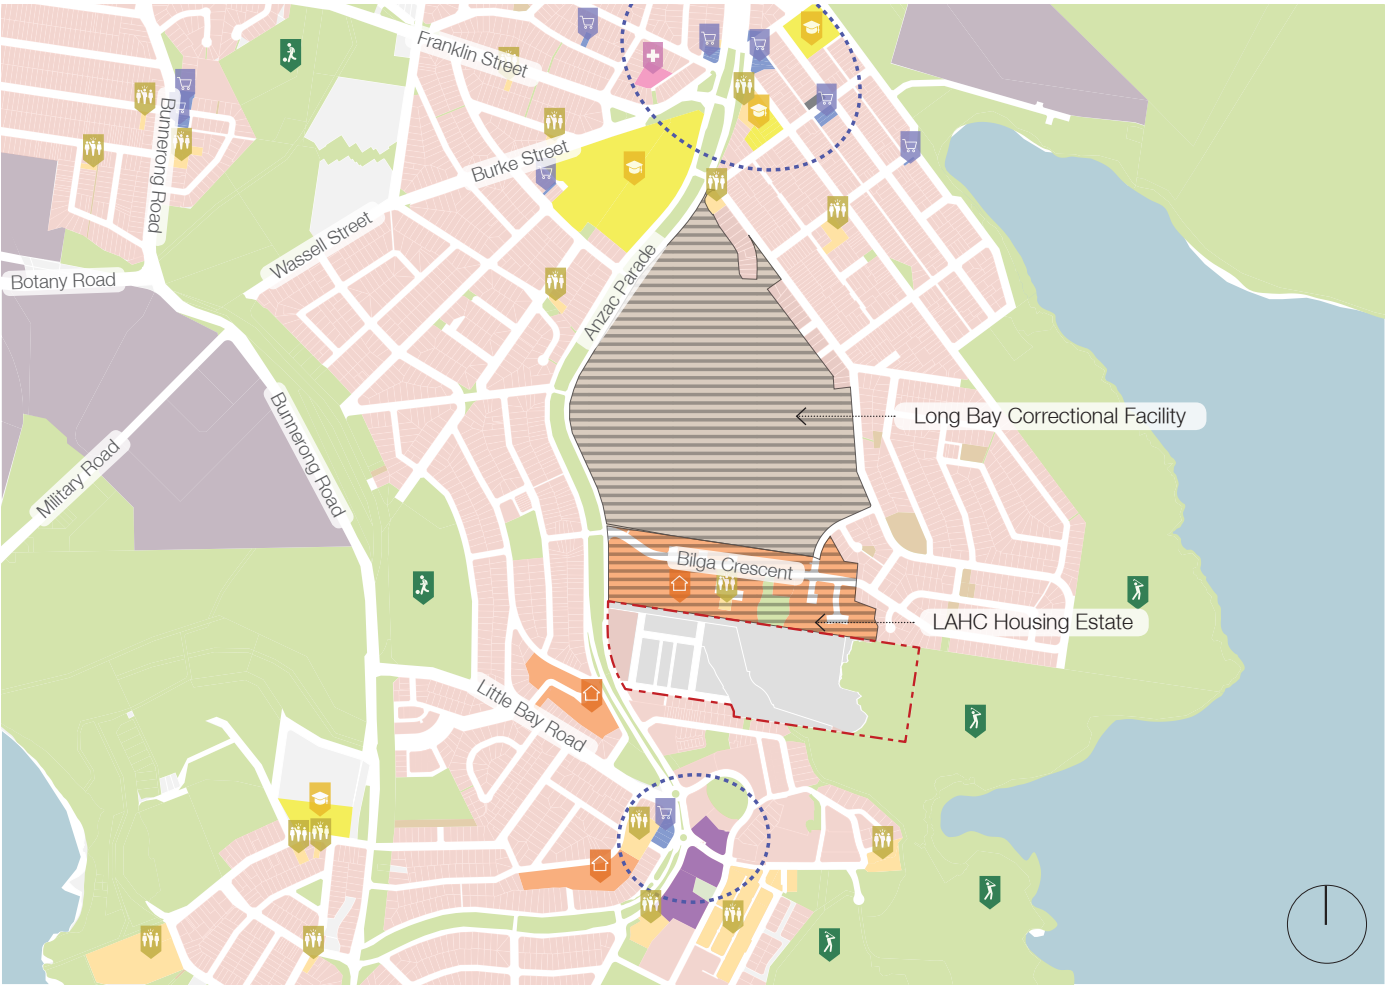 Franklin Street
Bunnerong Road
Burke Street
Wassell Street
Botany Road
Anzac Parade
Long Bay Correctional Facility
Bunnerong Road
Military Road
Bilga Crescent
LAHC Housing Estate
Little Bay Road